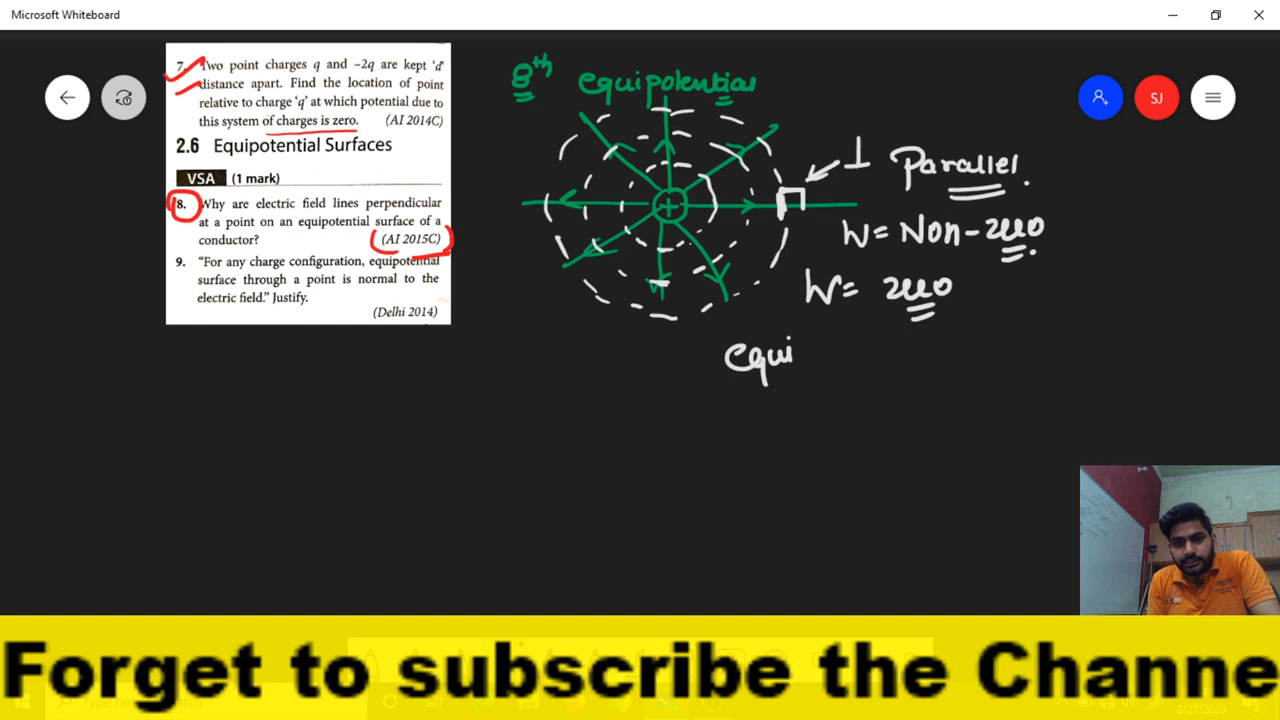 Microsoft Whiteboard
7. Two point charges q and –2q are kept 'd'
distance apart. Find the location of point
relative to charge 'q' at which potential due to
this system of charges is zero. (AI 2014C)
2.6 Equipotential Surfaces
VSA (1 mark)
8. Why are electric field lines perpendicular
at a point on an equipotential surface of a
conductor? (AI 2015C)
9. "For any charge configuration, equipotential
surface through a point is normal to the
electric field." Justify.
(Delhi 2014)
8th equipotential
+
⊥ Parallel.
W = Non-zero
W = zero
equi
SJ
Forget to subscribe the Channe
8/27/2020